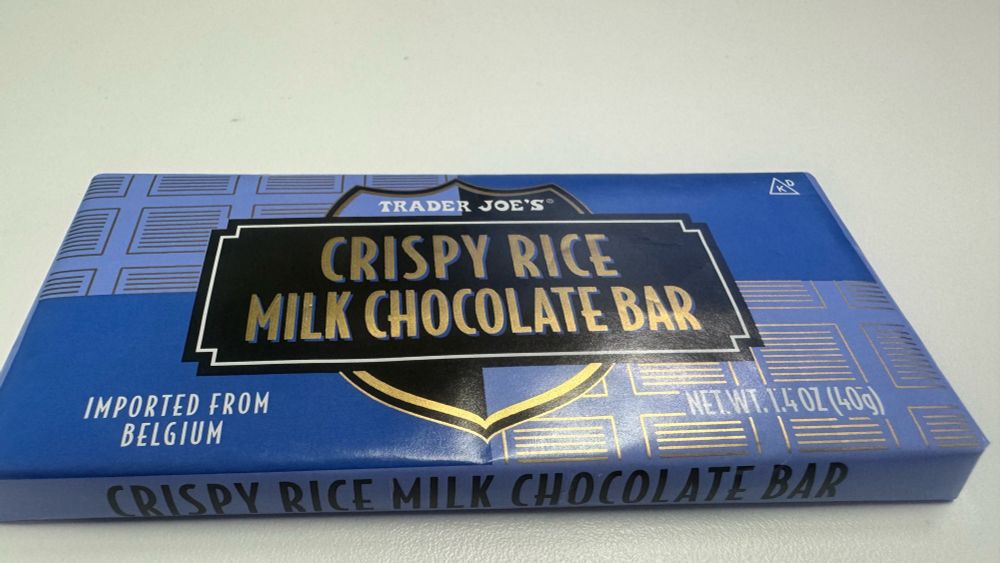 K D
TRADER JOE'S®
CRISPY RICE
MILK CHOCOLATE BAR
IMPORTED FROM
BELGIUM
NET WT. 1.4 OZ (40g)
CRISPY RICE MILK CHOCOLATE BAR